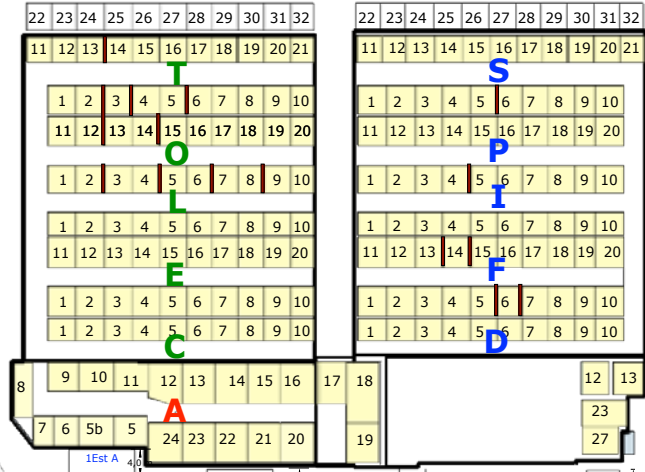 22 23 25 27 28 29 30 31 32
22 23 25 26 27 28 29 30 31 32
11 12 13 14 15 16 17 18 19 20 21
11 12 13 14 15 16 17 18 19 20 21
T
S
1 2 3 4 5 6 7 8 9 10
1 2 3 4 5 6 7 8 9 10
11 12 13 14 15 16 17 18 19 20
11 12 13 14 15 16 17 18 19 20
O
P
1 2 3 4 5 6 7 8 9 10
1 2 3 4 5 6 7 8 9 10
L
I
1 2 3 4 5 6 7 8 9 10
1 2 3 4 5 6 7 8 9 10
11 12 13 14 15 16 17 18 19 20
11 12 13 14 15 16 17 18 19 20
E
F
1 2 3 4 5 6 7 8 9 10
1 2 3 4 5 6 7 8 9 10
1 2 3 4 5 6 7 8 9 10
1 2 3 4 5 6 7 8 9 10
C
D
8 9 10 11 12 13 14 15 16 17 18
12 13
A
23
7 6 5b 5
24 23 22 21 20 19
27
1Est A
4,0